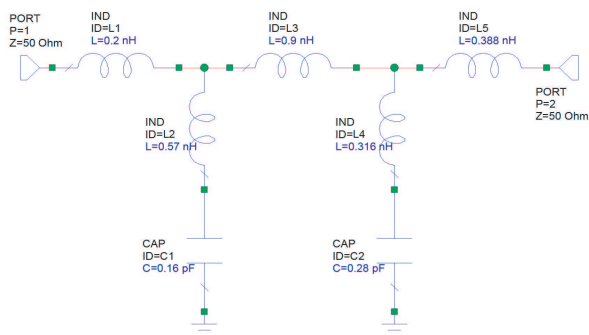 PORT
P=1
Z=50 Ohm
IND
ID=L1
L=0.2 nH
IND
ID=L3
L=0.9 nH
IND
ID=L5
L=0.388 nH
PORT
P=2
Z=50 Ohm
IND
ID=L2
L=0.57 nH
IND
ID=L4
L=0.316 nH
CAP
ID=C1
C=0.16 pF
CAP
ID=C2
C=0.28 pF